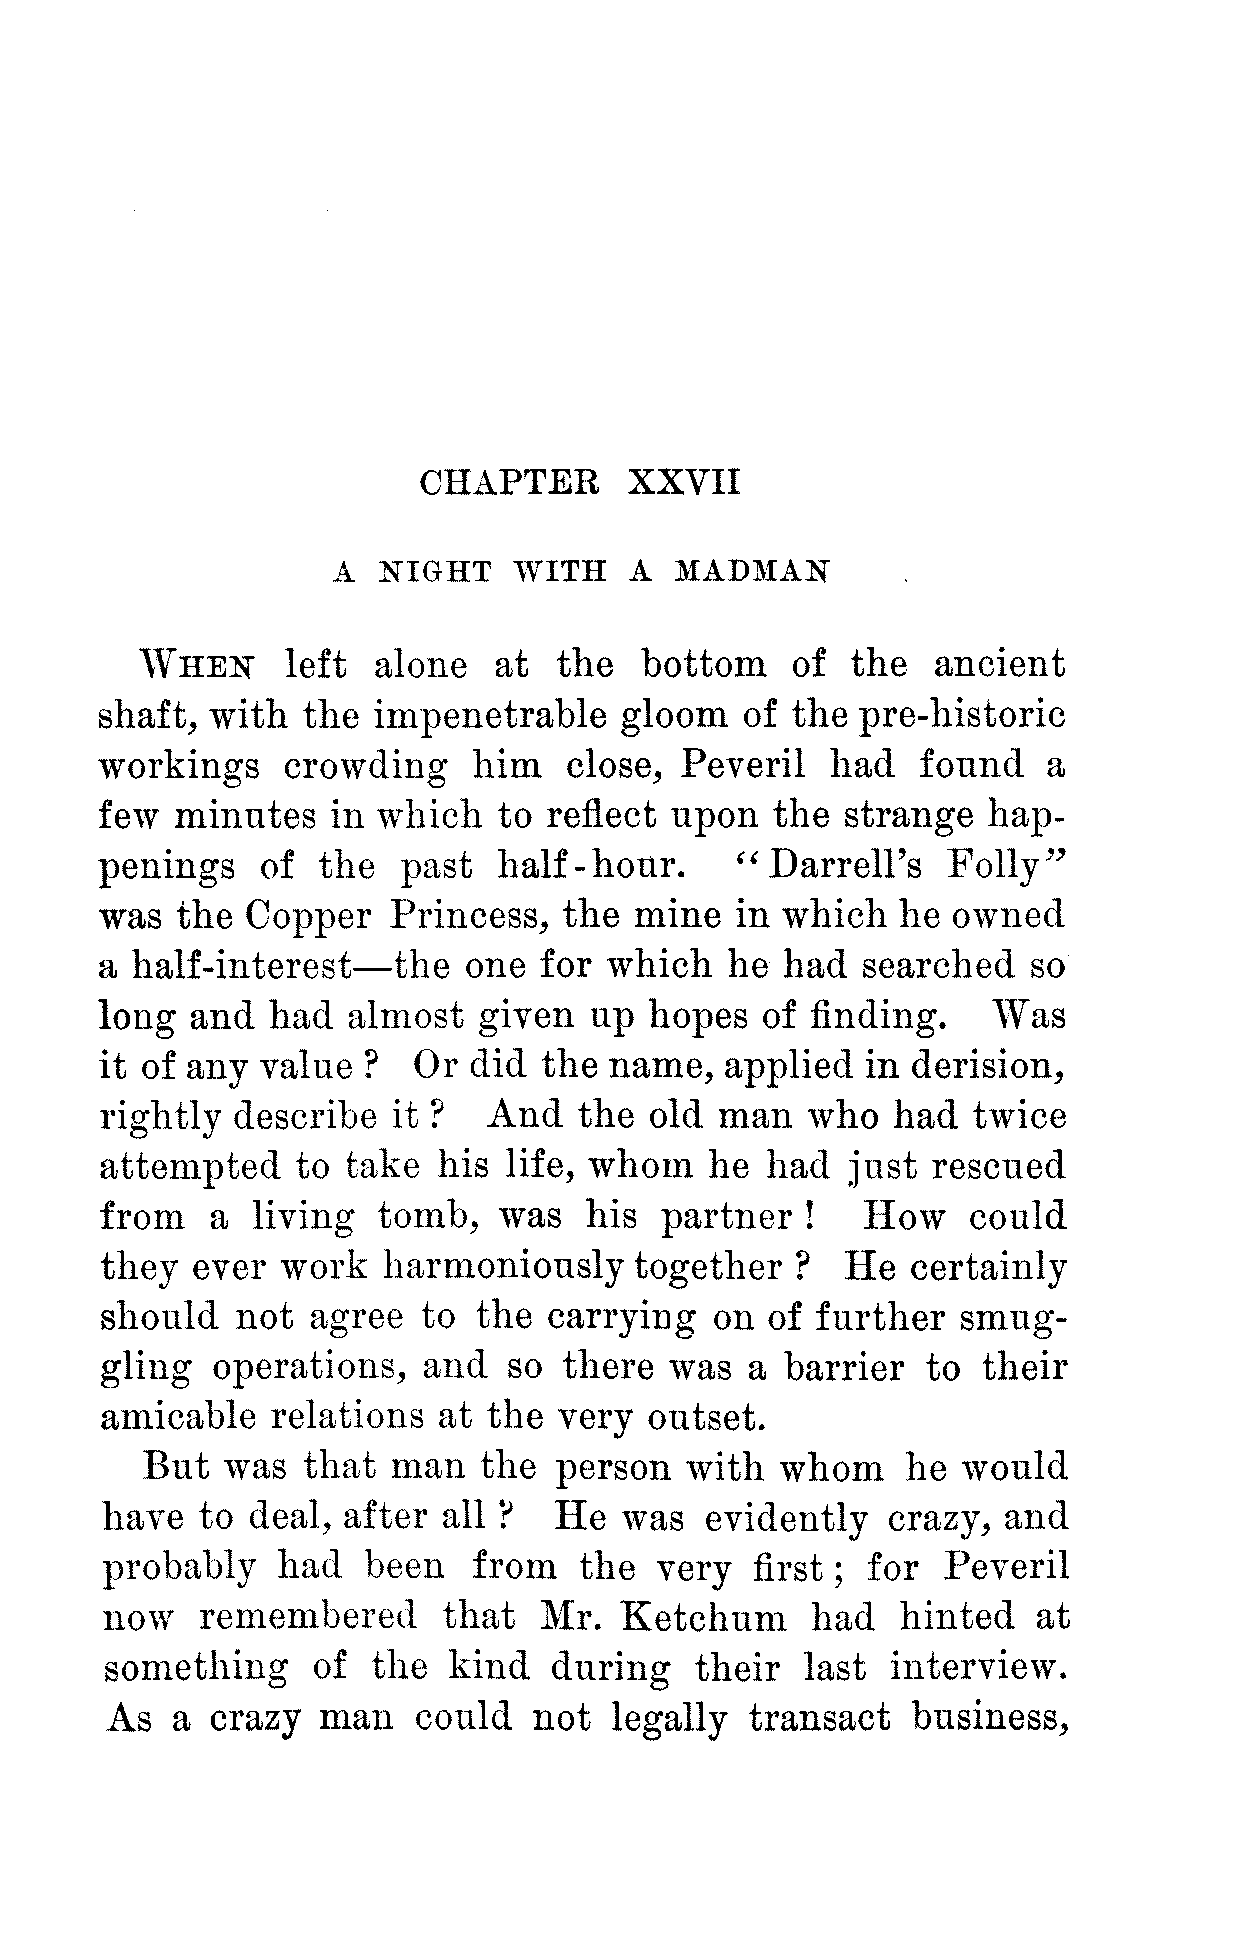 CHAPTER XXVII
A NIGHT WITH A MADMAN
WHEN left alone at the bottom of the ancient
shaft, with the impenetrable gloom of the pre-historic
workings crowding him close, Peveril had found a
few minutes in which to reflect upon the strange hap-
penings of the past half-hour. “Darrell’s Folly”
was the Copper Princess, the mine in which he owned
a half-interest—the one for which he had searched so
long and had almost given up hopes of finding. Was
it of any value? Or did the name, applied in derision,
rightly describe it? And the old man who had twice
attempted to take his life, whom he had just rescued
from a living tomb, was his partner! How could
they ever work harmoniously together? He certainly
should not agree to the carrying on of further smug-
gling operations, and so there was a barrier to their
amicable relations at the very outset.
But was that man the person with whom he would
have to deal, after all? He was evidently crazy, and
probably had been from the very first; for Peveril
now remembered that Mr. Ketchum had hinted at
something of the kind during their last interview.
As a crazy man could not legally transact business,